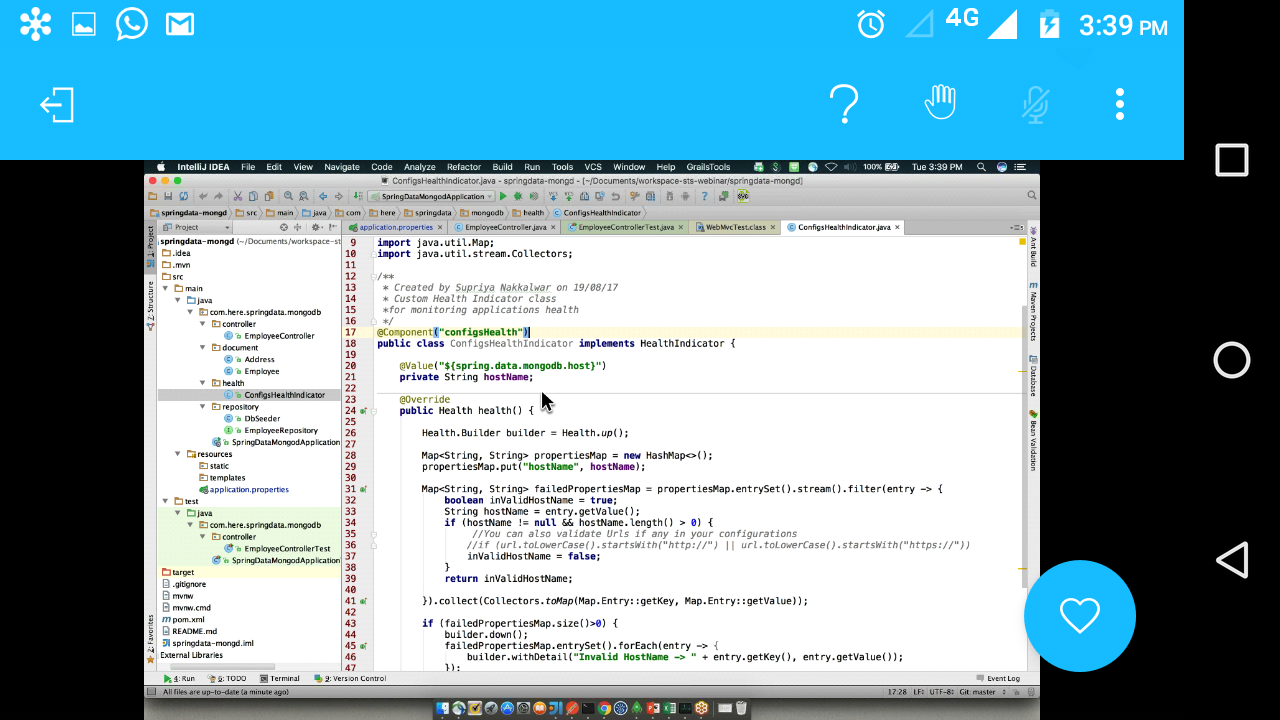 4G 3:39 PM
?
IntelliJ IDEA File Edit View Navigate Code Analyze Refactor Build Run Tools VCS Window Help GrailsTools 100% Tue 3:39 PM
ConfigsHealthIndicator.java - springdata-mongd - [~/Documents/workspace-sts-webinar/springdata-mongd]
SpringDataMongodApplication
springdata-mongd src main java com here springdata mongodb health ConfigsHealthIndicator
Project
application.properties EmployeeController.java EmployeeControllerTest.java WebMvcTest.class ConfigsHealthIndicator.java
springdata-mongd (~/Documents/workspace-st
.idea
.mvn
src
main
java
com.here.springdata.mongodb
controller
EmployeeController
document
Address
Employee
health
ConfigsHealthIndicator
repository
DbSeeder
EmployeeRepository
SpringDataMongodApplication
resources
static
templates
application.properties
test
java
com.here.springdata.mongodb
controller
EmployeeControllerTest
SpringDataMongodApplication
target
.gitignore
mvnw
mvnw.cmd
pom.xml
README.md
springdata-mongd.iml
External Libraries
1: Project
7: Structure
2: Favorites
9 import java.util.Map;
10 import java.util.stream.Collectors;
11
12 /**
13 * Created by Supriya Nakkalwar on 19/08/17
14 * Custom Health Indicator class
15 *for monitoring applications health
16 */
17 @Component("configsHealth")
18 public class ConfigsHealthIndicator implements HealthIndicator {
19
20 @Value("${spring.data.mongodb.host}")
21 private String hostName;
22
23 @Override
24 public Health health() {
25
26 Health.Builder builder = Health.up();
27
28 Map<String, String> propertiesMap = new HashMap<>();
29 propertiesMap.put("hostName", hostName);
30
31 Map<String, String> failedPropertiesMap = propertiesMap.entrySet().stream().filter(entry -> {
32 boolean inValidHostName = true;
33 String hostName = entry.getValue();
34 if (hostName != null && hostName.length() > 0) {
35 //You can also validate Urls if any in your configurations
36 //if (url.toLowerCase().startsWith("http://") || url.toLowerCase().startsWith("https://"))
37 inValidHostName = false;
38 }
39 return inValidHostName;
40
41 }).collect(Collectors.toMap(Map.Entry::getKey, Map.Entry::getValue));
42
43 if (failedPropertiesMap.size()>0) {
44 builder.down();
45 failedPropertiesMap.entrySet().forEach(entry -> {
46 builder.withDetail("Invalid HostName -> " + entry.getKey(), entry.getValue());
47 });
Ant Build
Maven Projects
Database
Bean Validation
4: Run 6: TODO Terminal 9: Version Control Event Log
All files are up-to-date (a minute ago) 17:28 LF: UTF-8: Git: master